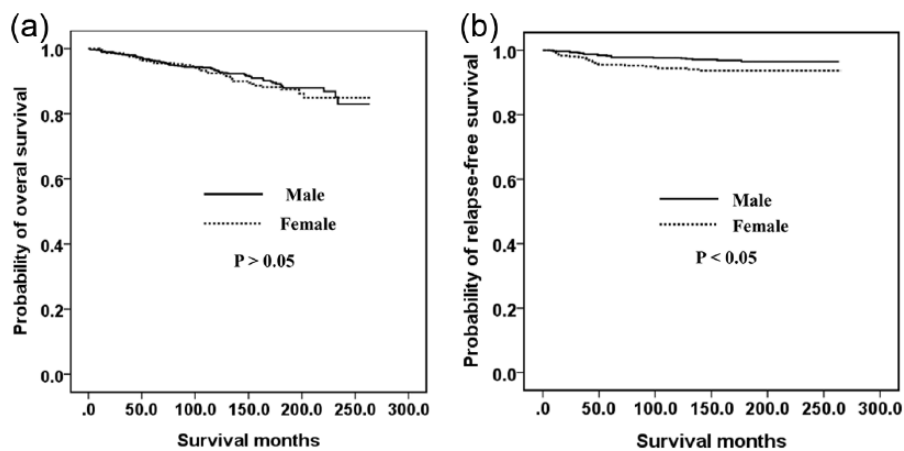 (a)
Probability of overal survival
1.0
0.8
0.6
0.4
0.2
0.0
Male
Female
P > 0.05
.0 50.0 100.0 150.0 200.0 250.0 300.0
Survival months
(b)
Probability of relapse-free survival
1.0
0.8
0.6
0.4
0.2
0.0
Male
Female
P < 0.05
.0 50.0 100.0 150.0 200.0 250.0 300.0
Survival months